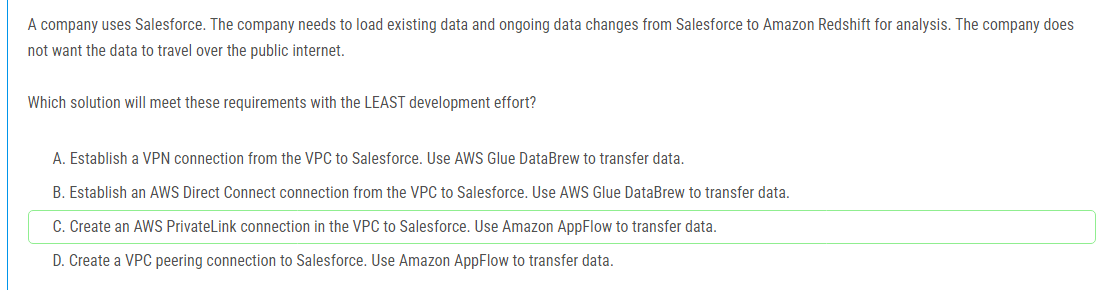 A company uses Salesforce. The company needs to load existing data and ongoing data changes from Salesforce to Amazon Redshift for analysis. The company does
not want the data to travel over the public internet.
Which solution will meet these requirements with the LEAST development effort?
A. Establish a VPN connection from the VPC to Salesforce. Use AWS Glue DataBrew to transfer data.
B. Establish an AWS Direct Connect connection from the VPC to Salesforce. Use AWS Glue DataBrew to transfer data.
C. Create an AWS PrivateLink connection in the VPC to Salesforce. Use Amazon AppFlow to transfer data.
D. Create a VPC peering connection to Salesforce. Use Amazon AppFlow to transfer data.